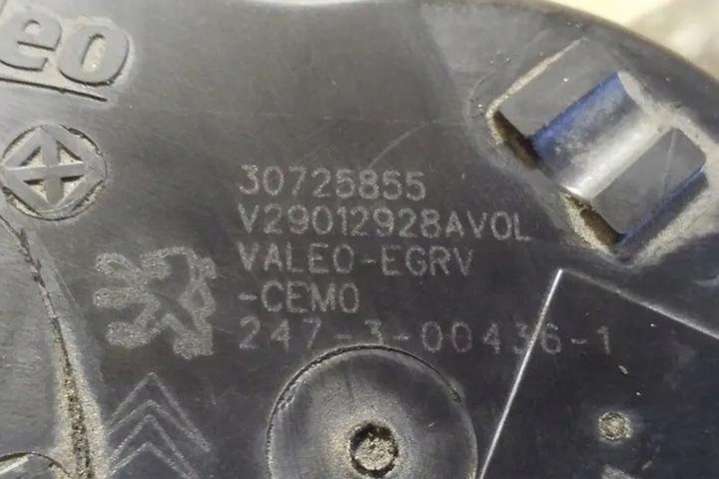 eo
30725855
V29012928AVOL
VALEO-EGRV
-CEMO
247-3-00436-1